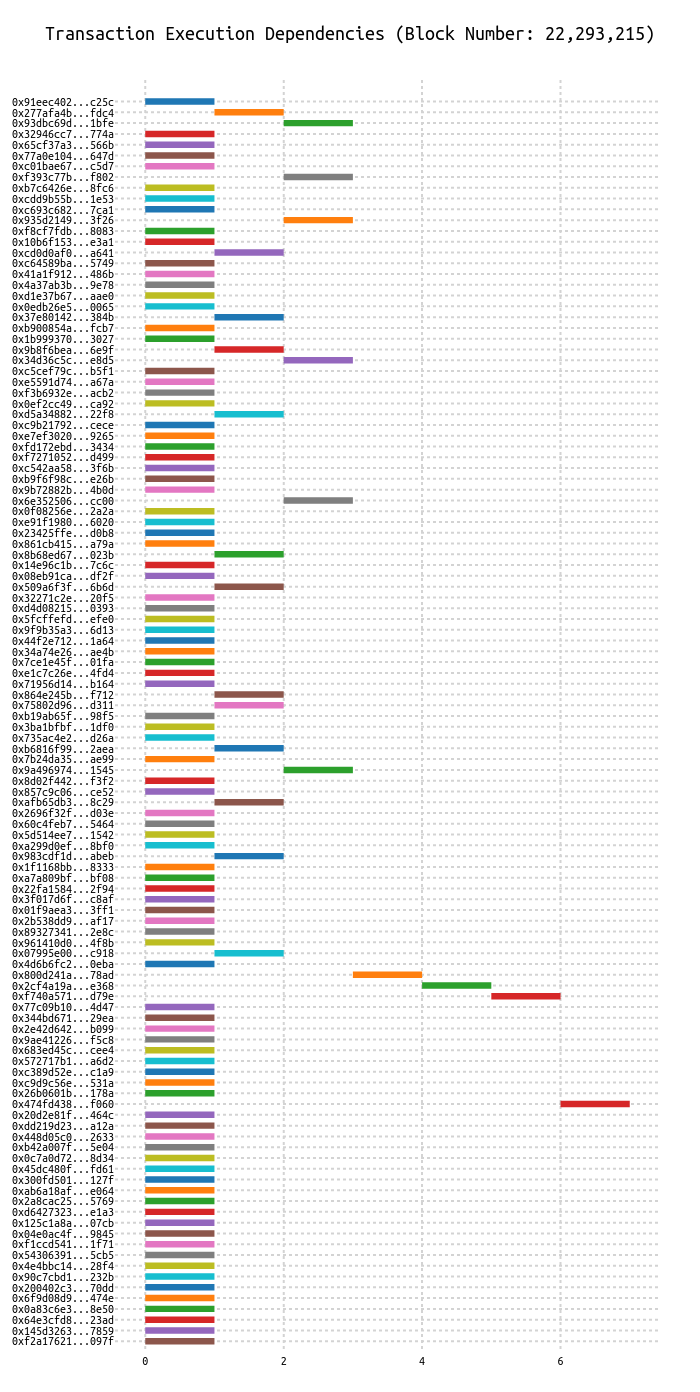 Transaction Execution Dependencies (Block Number: 22,293,215)
0x91eec402...c25c
0x277afa4b...fdc4
0x93dbc69d...1bfe
0x32946cc7...774a
0x65cf37a3...566b
0x77a0e104...647d
0xc01bae67...c5d7
0xf393c77b...f802
0xb7c6426e...8fc6
0xcdd9b55b...1e53
0xc693c682...7ca1
0x935d2149...3f26
0xf8cf7fdb...8083
0x10b6f153...e3a1
0xcd0d0af0...a641
0xc64589ba...5749
0x41a1f912...486b
0x4a37ab3b...9e78
0xd1e37b67...aae0
0x0edb26e5...0065
0x37e80142...384b
0xb900854a...fcb7
0x1b999370...3027
0x9b8f6bea...6e9f
0x34d36c5c...e8d5
0xc5cef79c...b5f1
0xe5591d74...a67a
0xf3b6932e...acb2
0x0ef2cc49...ca92
0xd5a34882...22f8
0xc9b21792...cece
0xe7ef3020...9265
0xfd172ebd...3434
0xf7271052...d499
0xc542aa58...3f6b
0xb9f6f98c...e26b
0x9b72882b...4b0d
0x6e352506...cc00
0x0f08256e...2a2a
0xe91f1980...6020
0x23425ffe...d0b8
0x861cb415...a79a
0x8b68ed67...023b
0x14e96c1b...7c6c
0x08eb91ca...df2f
0x509a6f3f...6b6d
0x32271c2e...20f5
0xd4d08215...0393
0x5fcffefd...efe0
0x9f9b35a3...6d13
0x44f2e712...1a64
0x34a74e26...ae4b
0x7ce1e45f...01fa
0xe1c7c26e...4fd4
0x71956d14...b164
0x864e245b...f712
0x75802d96...d311
0xb19ab65f...98f5
0x3ba1bfbf...1df0
0x735ac4e2...d26a
0xb6816f99...2aea
0x7b24da35...ae99
0x9a496974...1545
0x8d02f442...f3f2
0x857c9c06...ce52
0xafb65db3...8c29
0x2696f32f...d03e
0x60c4feb7...5464
0x5d514ee7...1542
0xa299d0ef...8bf0
0x983cdf1d...abeb
0x1f1168bb...8333
0xa7a809bf...bf08
0x22fa1584...2f94
0x3f017d6f...c8af
0x01f9aea3...3ff1
0x2b538dd9...af17
0x89327341...2e8c
0x961410d0...4f8b
0x07995e00...c918
0x4d6b6fc2...0eba
0x800d241a...78ad
0x2cf4a19a...e368
0xf740a571...d79e
0x77c09b10...4d47
0x344bd671...29ea
0x2e42d642...b099
0x9ae41226...f5c8
0x683ed45c...cee4
0x572717b1...a6d2
0xc389d52e...c1a9
0xc9d9c56e...531a
0x26b0601b...178a
0x474fd438...f060
0x20d2e81f...464c
0xdd219d23...a12a
0x448d05c0...2633
0xb42a007f...5e04
0x0c7a0d72...8d34
0x45dc480f...fd61
0x300fd501...127f
0xab6a18af...e064
0x2a8cac25...5769
0xd6427323...e1a3
0x125c1a8a...07cb
0x04e0ac4f...9845
0xf1ccd541...1f71
0x54306391...5cb5
0x4e4bbc14...28f4
0x90c7cbd1...232b
0x200402c3...70dd
0x6f9d08d9...474e
0x0a83c6e3...8e50
0x64e3cfd8...23ad
0x145d3263...7859
0xf2a17621...097f
0 2 4 6